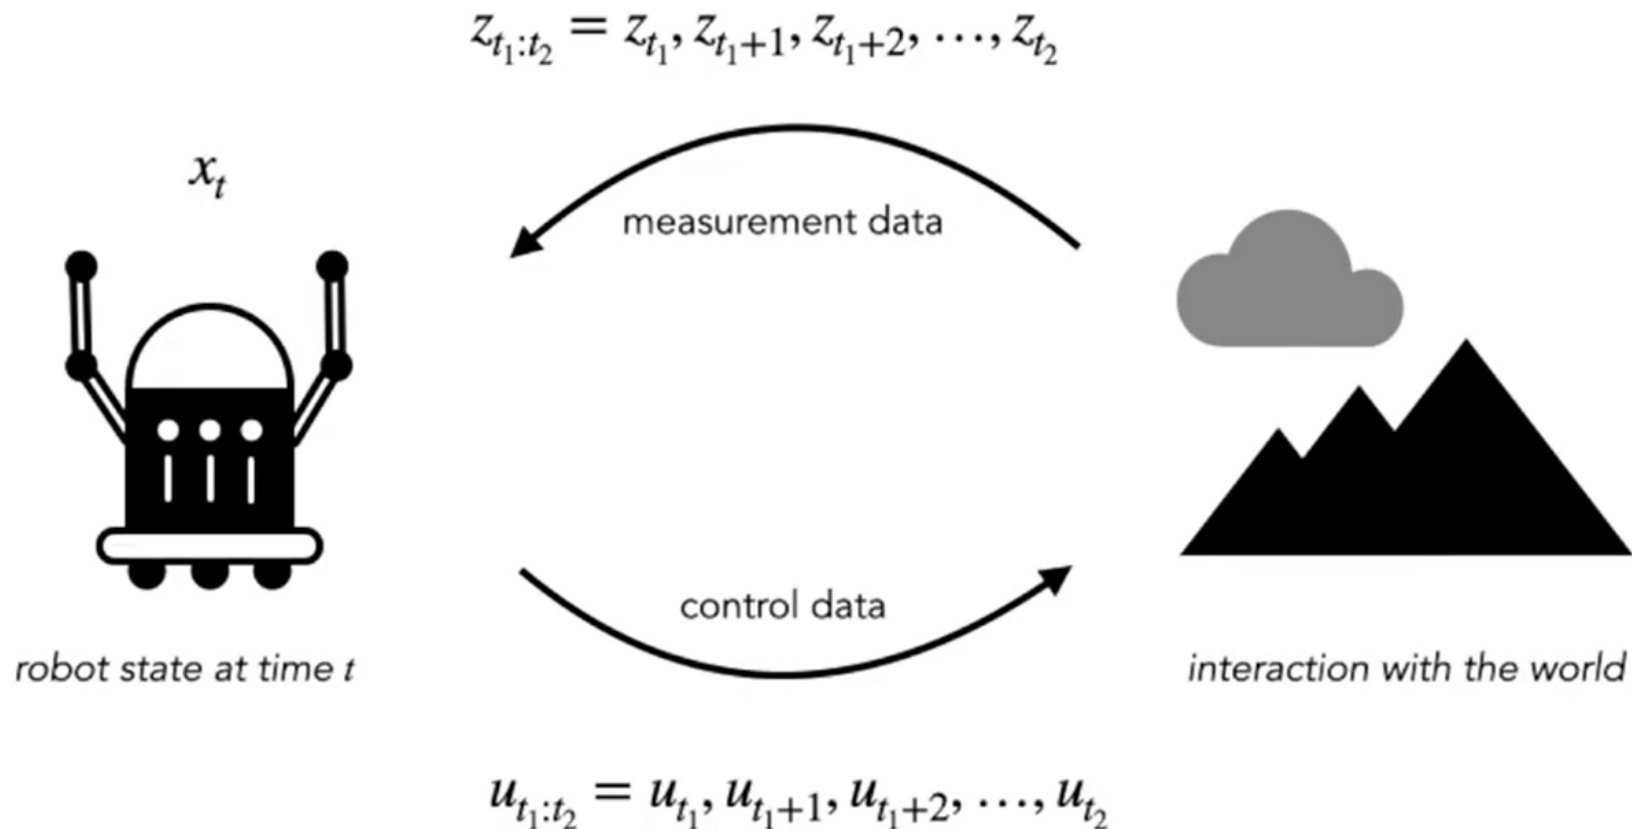 z_{t_1:t_2} = z_{t_1}, z_{t_1+1}, z_{t_1+2}, …, z_{t_2}
x_t
measurement data
control data
robot state at time t
interaction with the world
u_{t_1:t_2} = u_{t_1}, u_{t_1+1}, u_{t_1+2}, …, u_{t_2}